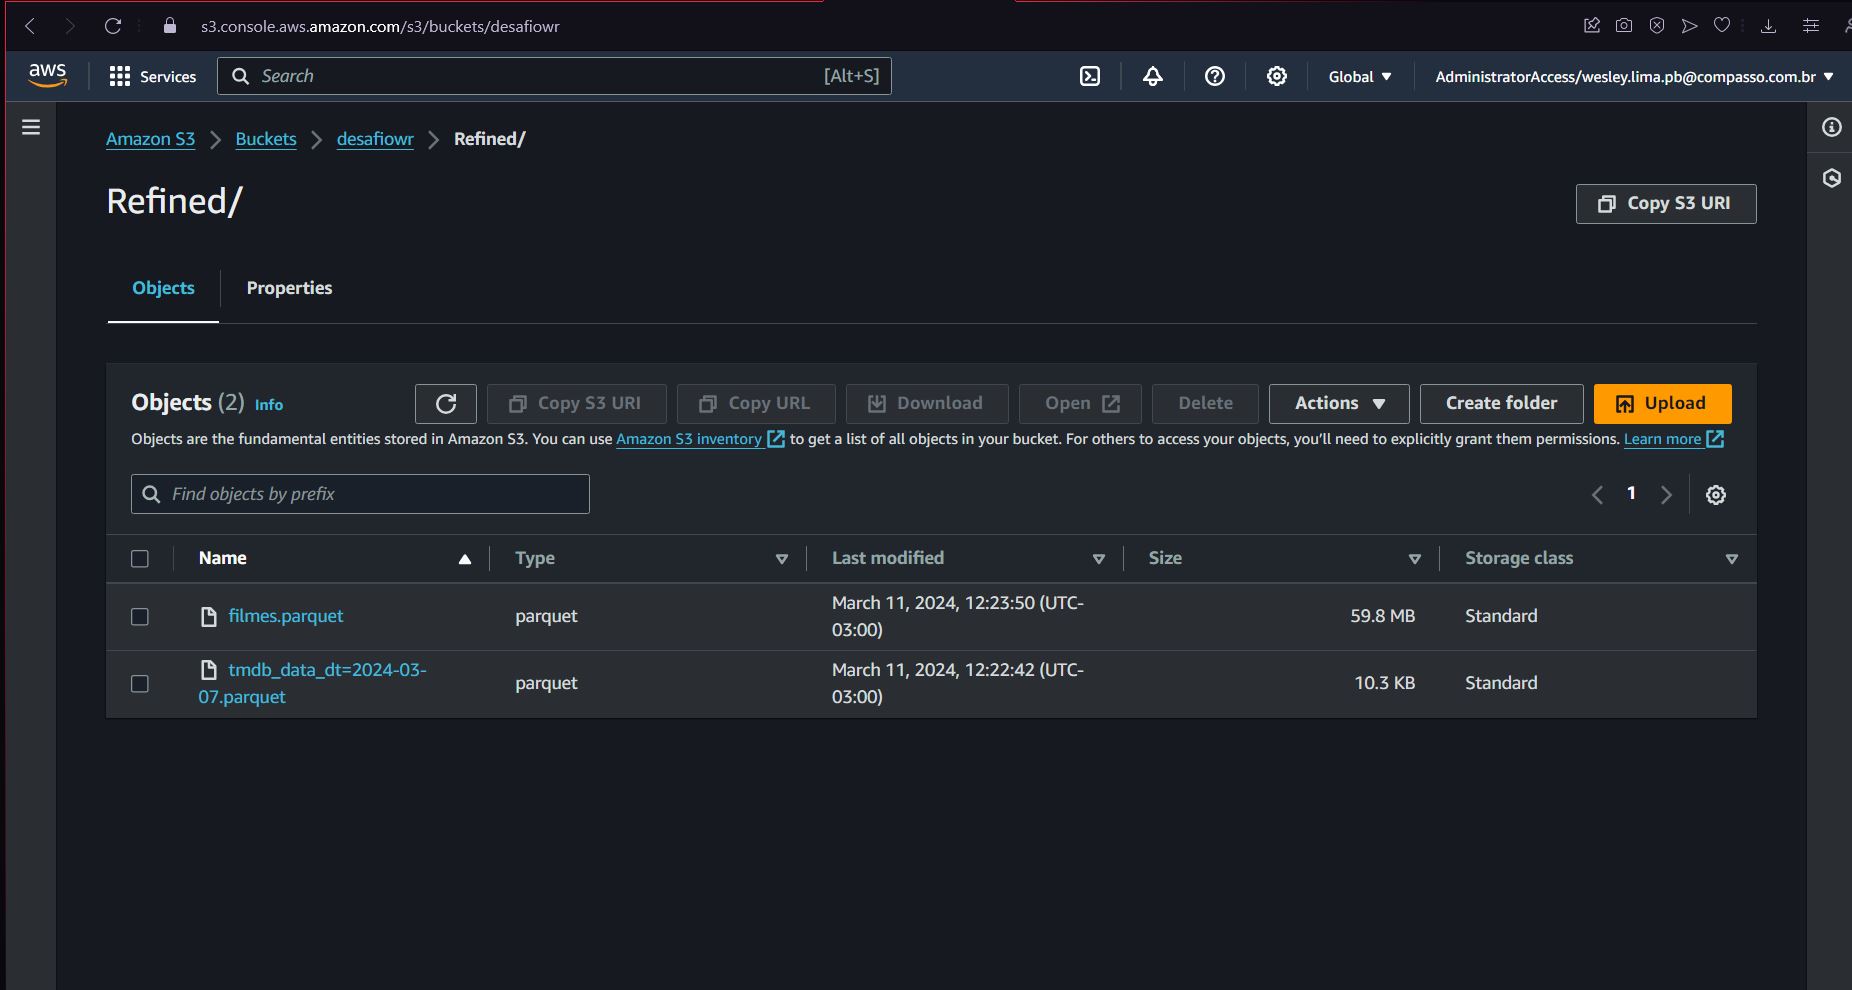 s3.console.aws.amazon.com/s3/buckets/desafiowr
aws Services Search [Alt+S] Global AdministratorAccess/wesley.lima.pb@compasso.com.br
Amazon S3 Buckets desafiowr Refined/
Refined/
Copy S3 URI
Objects Properties
Objects (2) Info Copy S3 URI Copy URL Download Open Delete Actions Create folder Upload
Objects are the fundamental entities stored in Amazon S3. You can use Amazon S3 inventory to get a list of all objects in your bucket. For others to access your objects, you'll need to explicitly grant them permissions. Learn more
Find objects by prefix 1
Name Type Last modified Size Storage class
filmes.parquet parquet March 11, 2024, 12:23:50 (UTC-
03:00) 59.8 MB Standard
tmdb_data_dt=2024-03-
07.parquet parquet March 11, 2024, 12:22:42 (UTC-
03:00) 10.3 KB Standard